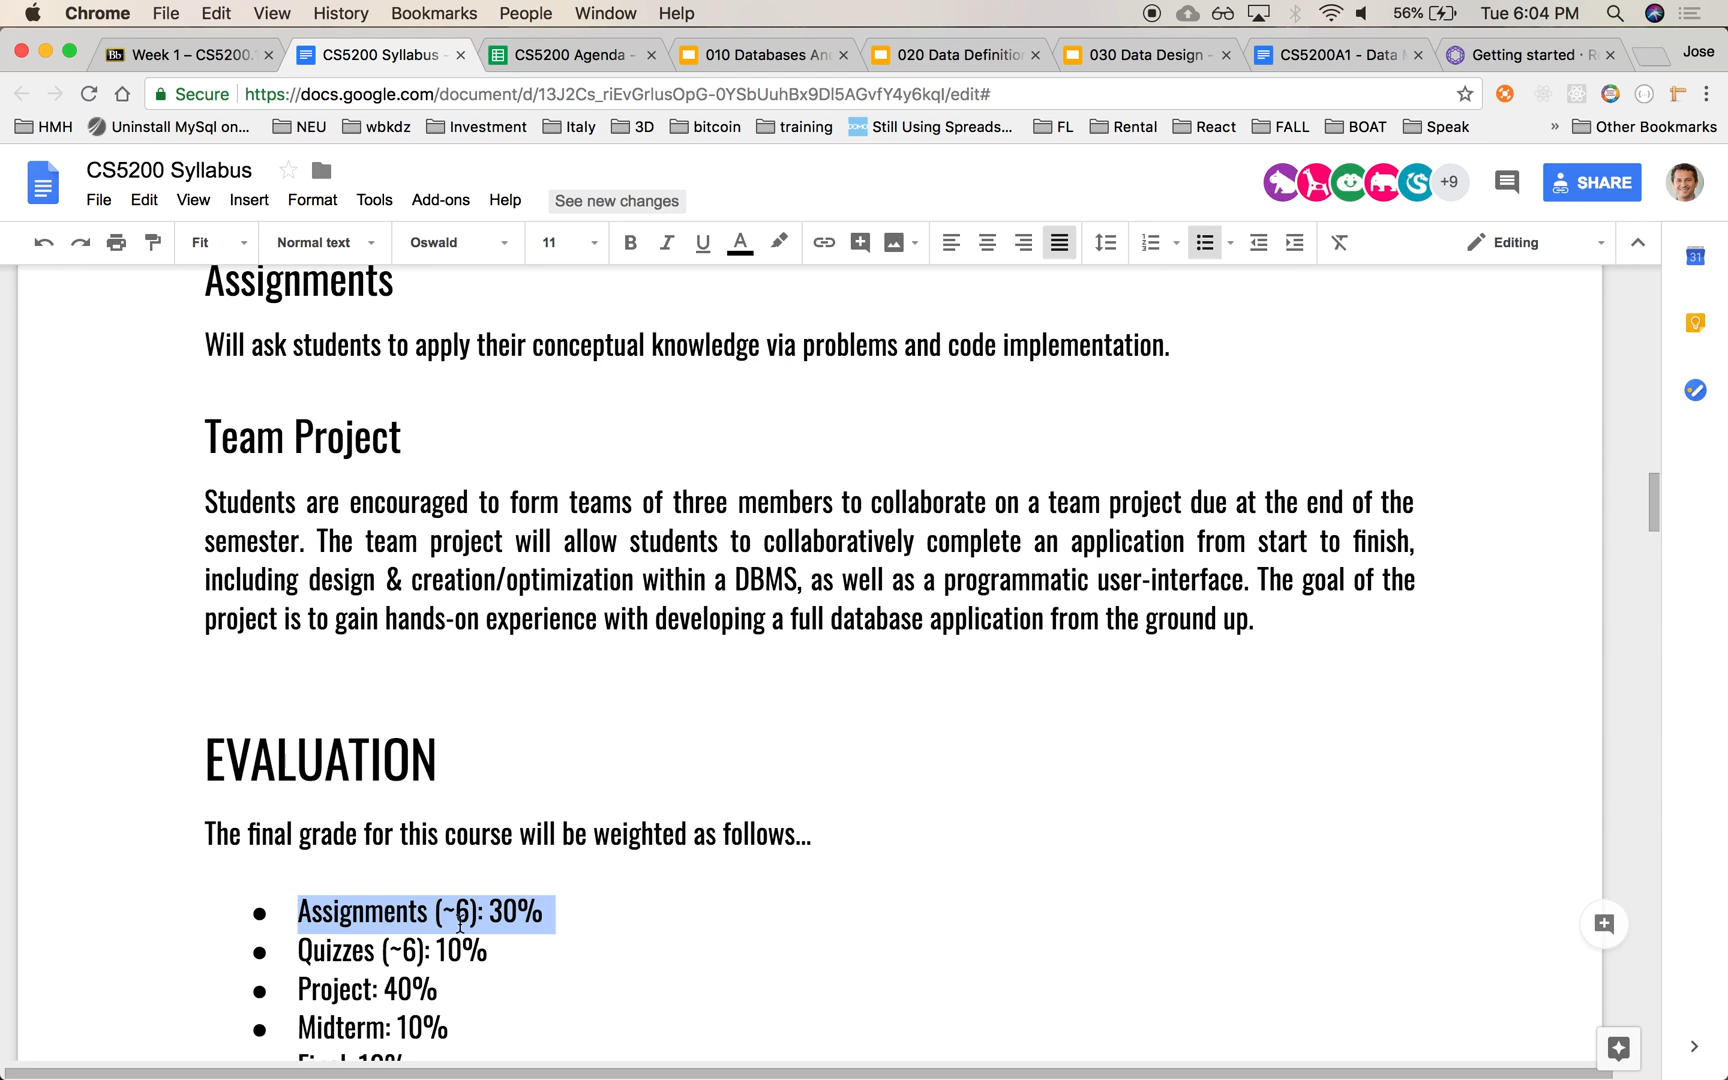 Chrome File Edit View History Bookmarks People Window Help 56% Tue 6:04 PM
Bb Week 1 – CS5200. CS5200 Syllabus - CS5200 Agenda - 010 Databases An 020 Data Definitio 030 Data Design - CS5200A1 - Data M Getting started · R Jose
Secure https://docs.google.com/document/d/13J2Cs_riEvGrlusOpG-0YSbUuhBx9Dl5AGvfY4y6kqI/edit#
HMH Uninstall MySql on... NEU wbkdz Investment Italy 3D bitcoin training DOMO Still Using Spreads... FL Rental React FALL BOAT Speak » Other Bookmarks
CS5200 Syllabus
File Edit View Insert Format Tools Add-ons Help See new changes +9 SHARE
Fit Normal text Oswald 11 B I U A Editing
31
Assignments
Will ask students to apply their conceptual knowledge via problems and code implementation.
Team Project
Students are encouraged to form teams of three members to collaborate on a team project due at the end of the
semester. The team project will allow students to collaboratively complete an application from start to finish,
including design & creation/optimization within a DBMS, as well as a programmatic user-interface. The goal of the
project is to gain hands-on experience with developing a full database application from the ground up.
EVALUATION
The final grade for this course will be weighted as follows...
● Assignments (~6): 30%
● Quizzes (~6): 10%
● Project: 40%
● Midterm: 10%
Final: 10%